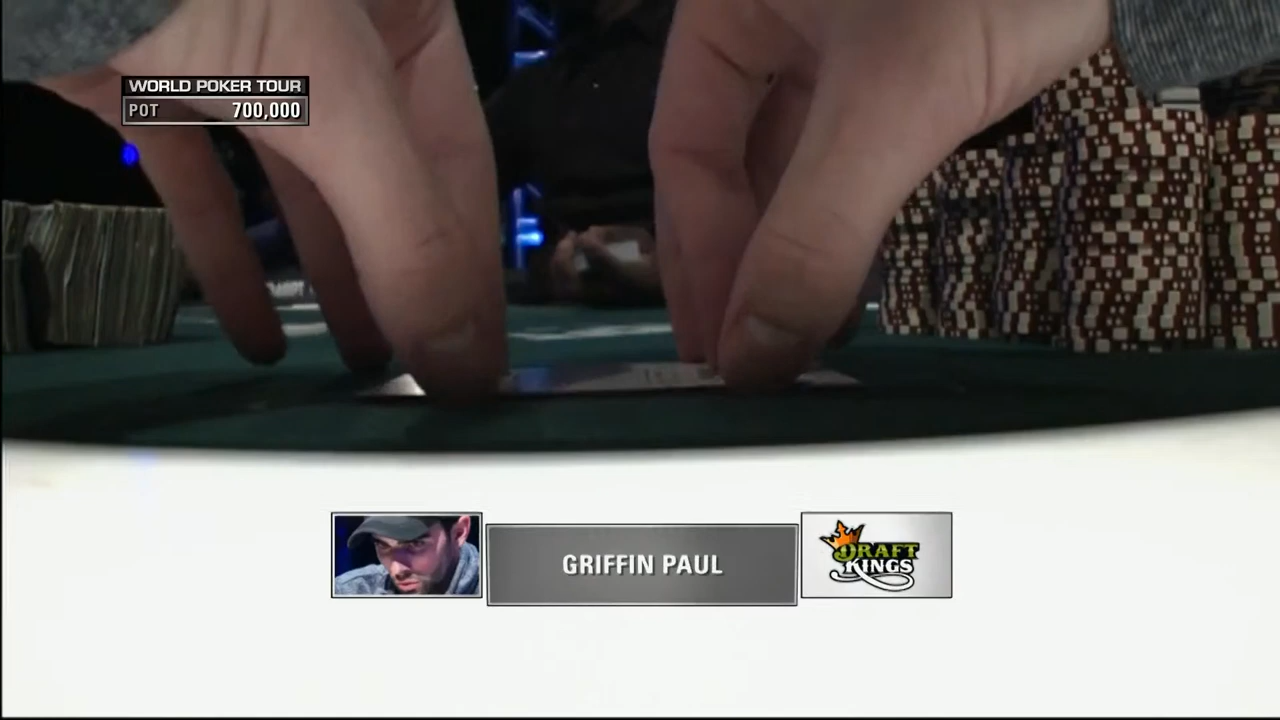 WORLD POKER TOUR
POT 700,000
GRIFFIN PAUL
DRAFT
KINGS